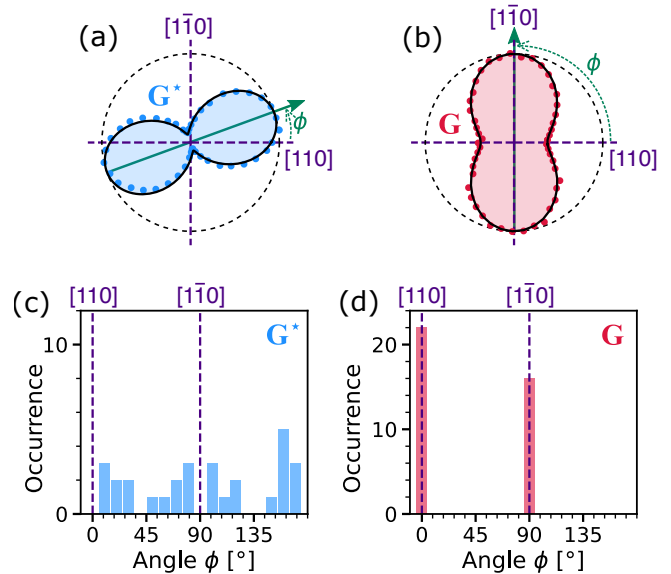 (a)
[11̄0]
G*
ϕ
[110]
(b)
[11̄0]
ϕ
G
[110]
(c)
[110]
[11̄0]
G*
10
0
Occurrence
0
45
90
135
Angle ϕ [°]
(d)
[110]
[11̄0]
G
20
10
0
Occurrence
0
45
90
135
Angle ϕ [°]